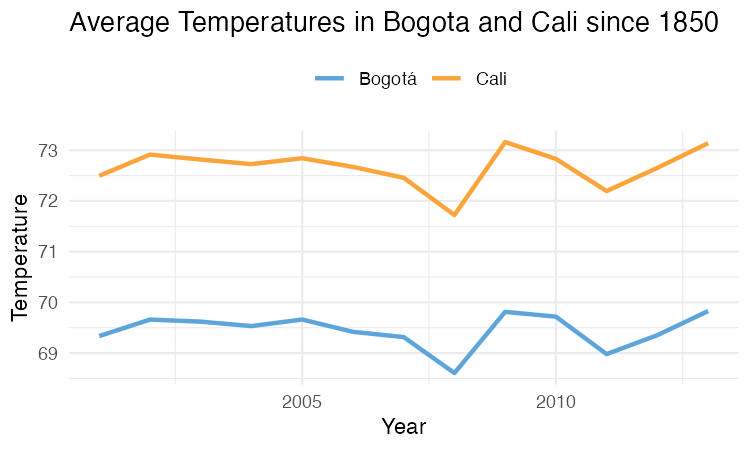 Average Temperatures in Bogota and Cali since 1850
Bogotá Cali
73
72
71
70
69
Temperature
2005 2010
Year